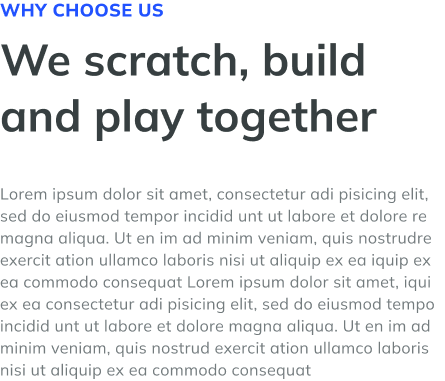 WHY CHOOSE US
We scratch, build
and play together
Lorem ipsum dolor sit amet, consectetur adi pisicing elit,
sed do eiusmod tempor incidid unt ut labore et dolore re
magna aliqua. Ut en im ad minim veniam, quis nostrudre
exercit ation ullamco laboris nisi ut aliquip ex ea iquip ex
ea commodo consequat Lorem ipsum dolor sit amet, iqui
ex ea consectetur adi pisicing elit, sed do eiusmod tempo
incidid unt ut labore et dolore magna aliqua. Ut en im ad
minim veniam, quis nostrud exercit ation ullamco laboris
nisi ut aliquip ex ea commodo consequat